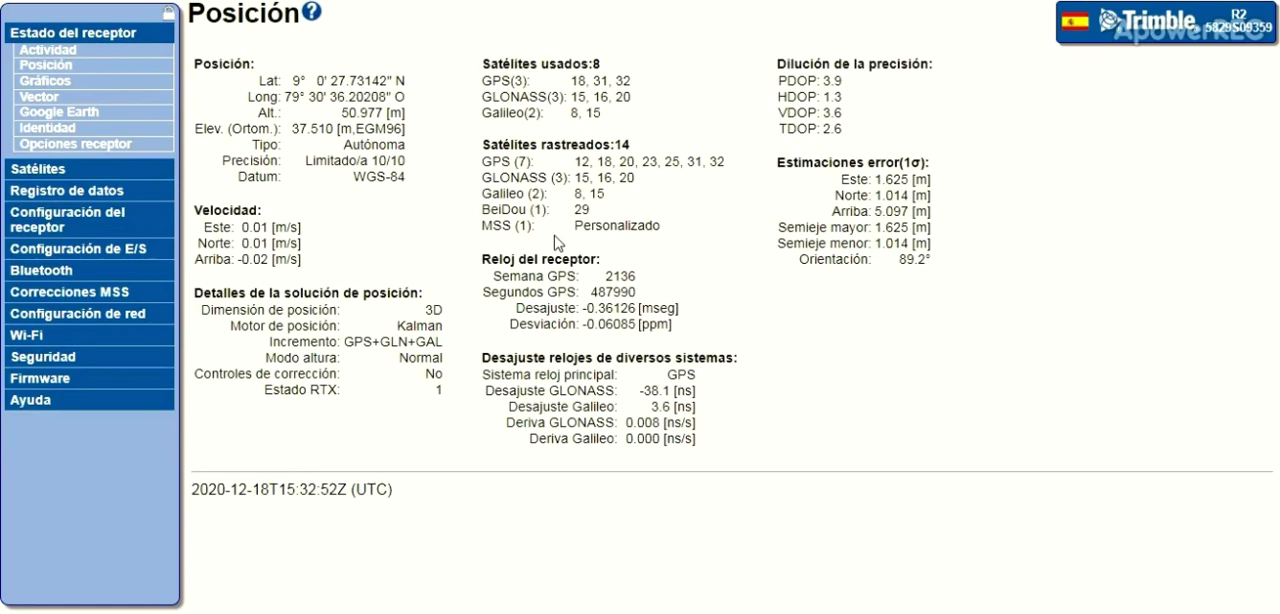 Posición
Trimble.
R2
5829S09359
ApowerREC
Estado del receptor
Actividad
Posición
Gráficos
Vector
Google Earth
Identidad
Opciones receptor
Satélites
Registro de datos
Configuración del
receptor
Configuración de E/S
Bluetooth
Correcciones MSS
Configuración de red
Wi-Fi
Seguridad
Firmware
Ayuda
Posición:
Lat: 9° 0' 27.73142" N
Long: 79° 30' 36.20208" O
Alt.: 50.977 [m]
Elev. (Ortom.): 37.510 [m,EGM96]
Tipo: Autónoma
Precisión: Limitado/a 10/10
Datum: WGS-84
Velocidad:
Este: 0.01 [m/s]
Norte: 0.01 [m/s]
Arriba: -0.02 [m/s]
Detalles de la solución de posición:
Dimensión de posición: 3D
Motor de posición: Kalman
Incremento: GPS+GLN+GAL
Modo altura: Normal
Controles de corrección: No
Estado RTX: 1
Satélites usados:8
GPS(3): 18, 31, 32
GLONASS(3): 15, 16, 20
Galileo(2): 8, 15
Satélites rastreados:14
GPS (7): 12, 18, 20, 23, 25, 31, 32
GLONASS (3): 15, 16, 20
Galileo (2): 8, 15
BeiDou (1): 29
MSS (1): Personalizado
Reloj del receptor:
Semana GPS: 2136
Segundos GPS: 487990
Desajuste: -0.36126 [mseg]
Desviación: -0.06085 [ppm]
Desajuste relojes de diversos sistemas:
Sistema reloj principal: GPS
Desajuste GLONASS: -38.1 [ns]
Desajuste Galileo: 3.6 [ns]
Deriva GLONASS: 0.008 [ns/s]
Deriva Galileo: 0.000 [ns/s]
Dilución de la precisión:
PDOP: 3.9
HDOP: 1.3
VDOP: 3.6
TDOP: 2.6
Estimaciones error(1σ):
Este: 1.625 [m]
Norte: 1.014 [m]
Arriba: 5.097 [m]
Semieje mayor: 1.625 [m]
Semieje menor: 1.014 [m]
Orientación: 89.2°
2020-12-18T15:32:52Z (UTC)